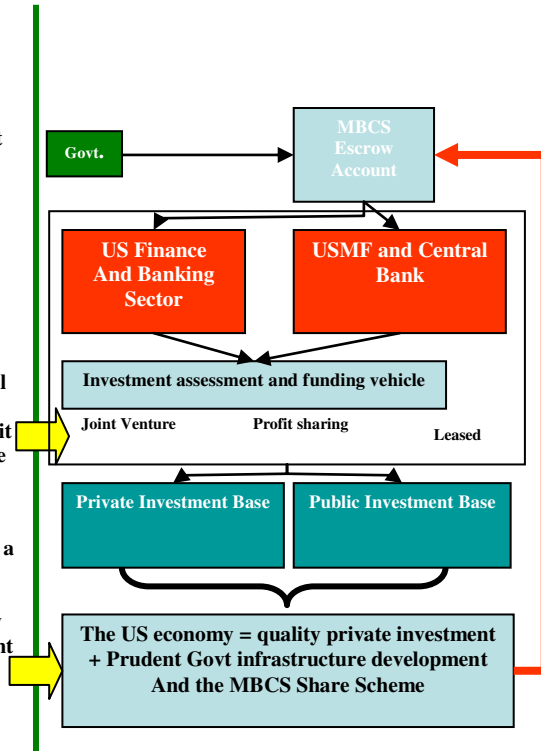 Govt.
MBCS
Escrow
Account
US Finance
And Banking
Sector
USMF and Central
Bank
Investment assessment and funding vehicle
Joint Venture Profit sharing Leased
Private Investment Base
Public Investment Base
The US economy = quality private investment
+ Prudent Govt infrastructure development
And the MBCS Share Scheme